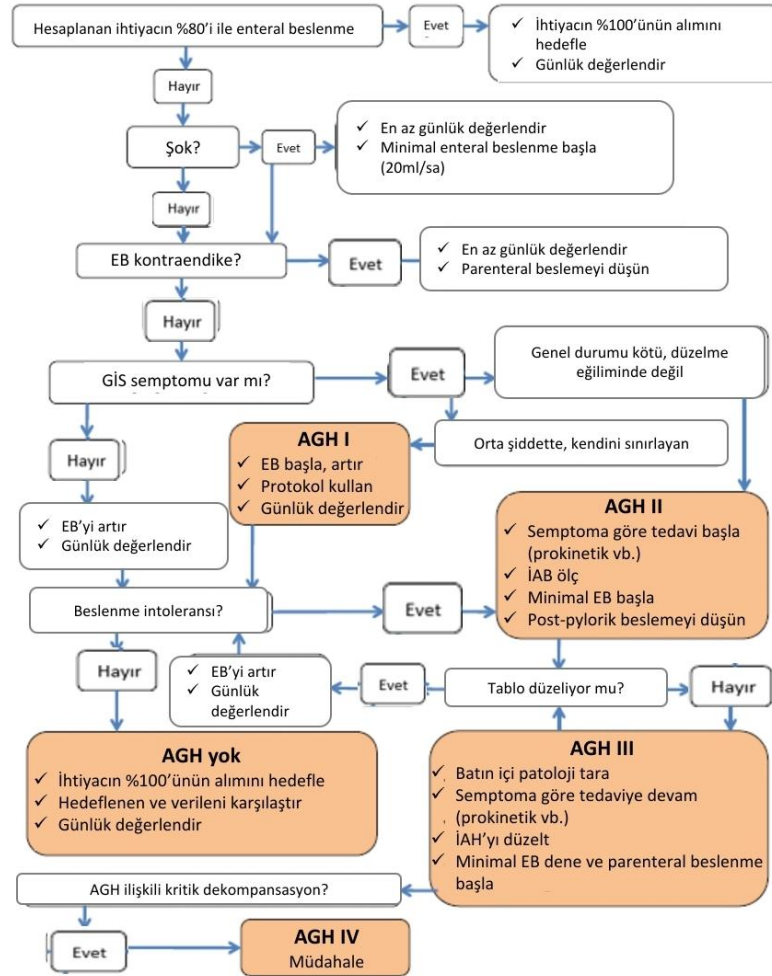 Hesaplanan ihtiyacın %80'i ile enteral beslenme
Evet
✓ İhtiyacın %100'ünün alımını
hedefle
✓ Günlük değerlendir
Hayır
Şok?
Evet
✓ En az günlük değerlendir
✓ Minimal enteral beslenme başla
(20ml/sa)
Hayır
EB kontraendike?
Evet
✓ En az günlük değerlendir
✓ Parenteral beslemeyi düşün
Hayır
GİS semptomu var mı?
Evet
Genel durumu kötü, düzelme
eğiliminde değil
Hayır
Orta şiddette, kendini sınırlayan
AGH I
✓ EB başla, artır
✓ Protokol kullan
✓ Günlük değerlendir
✓ EB'yi artır
✓ Günlük değerlendir
AGH II
✓ Semptoma göre tedavi başla
(prokinetik vb.)
✓ İAB ölç
✓ Minimal EB başla
✓ Post-pylorik beslemeyi düşün
Beslenme intoleransı?
Evet
Hayır
✓ EB'yi artır
✓ Günlük
değerlendir
Evet
Tablo düzeliyor mu?
Hayır
AGH yok
✓ İhtiyacın %100'ünün alımını hedefle
✓ Hedeflenen ve verileni karşılaştır
✓ Günlük değerlendir
AGH III
✓ Batın içi patoloji tara
✓ Semptoma göre tedaviye devam
(prokinetik vb.)
✓ İAH'yı düzelt
✓ Minimal EB dene ve parenteral beslenme
başla
AGH ilişkili kritik dekompansasyon?
Evet
AGH IV
Müdahale